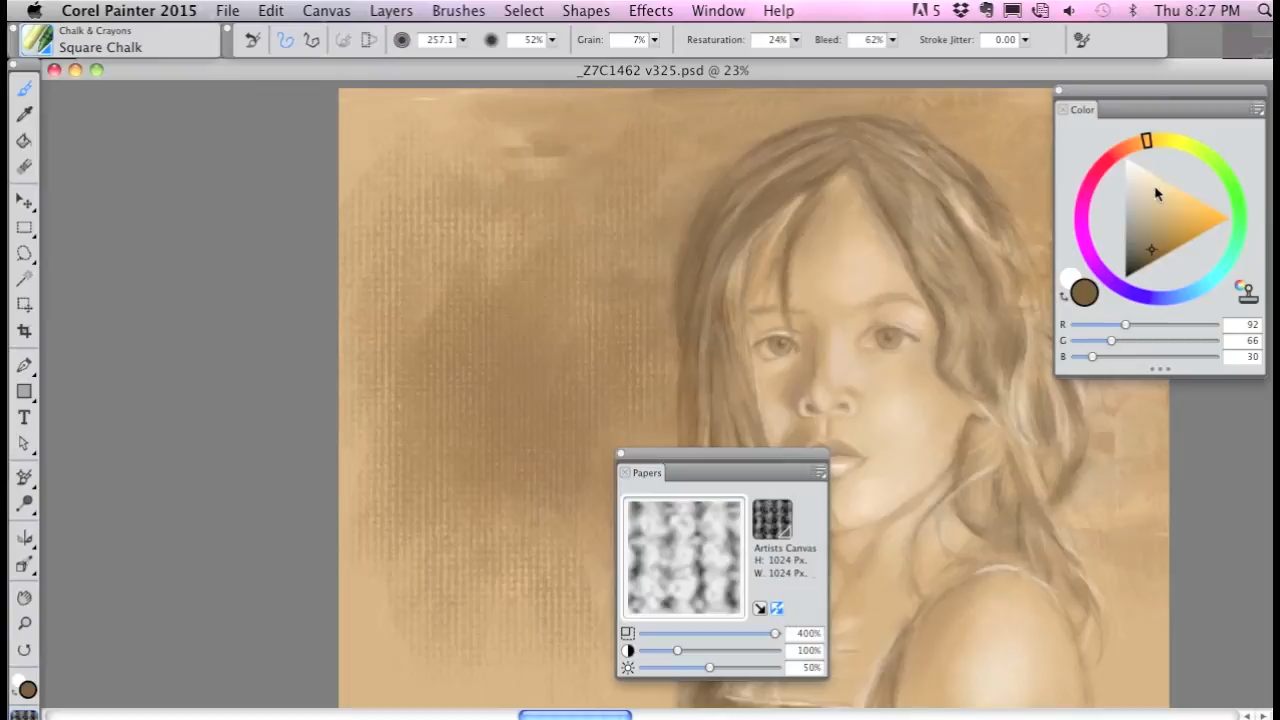 Corel Painter 2015 File Edit Canvas Layers Brushes Select Shapes Effects Window Help 5 Thu 8:27 PM
Chalk & Crayons
Square Chalk
257.1 52% Grain: 7% Resaturation: 24% Bleed: 62% Stroke Jitter: 0.00
_Z7C1462 v325.psd @ 23%
Color
R 92
G 66
B 30
T
Papers
Artists Canvas
H: 1024 Px.
W: 1024 Px.
400%
100%
50%